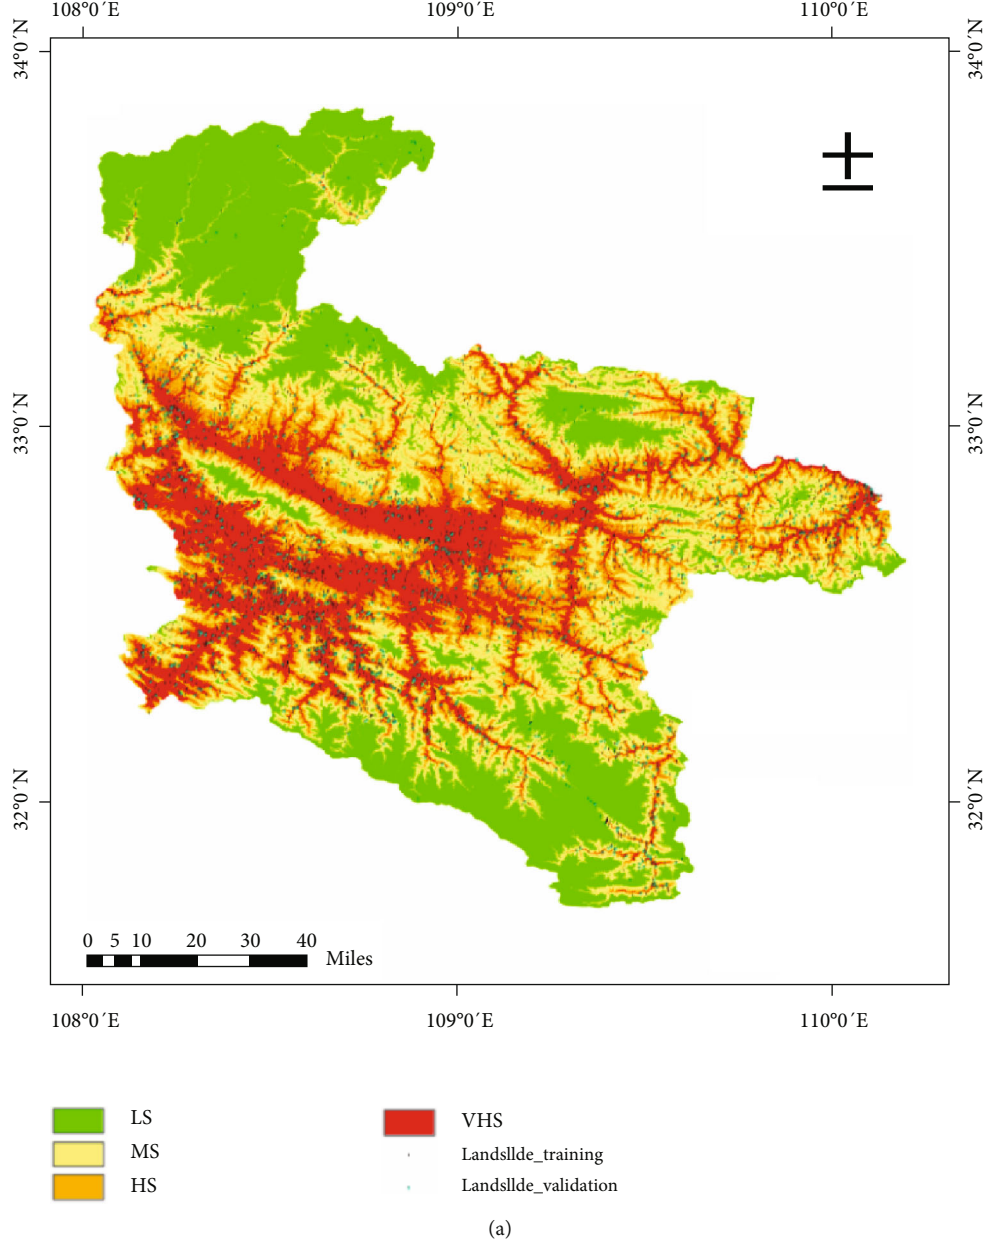 108°0´E 109°0´E 110°0´E
34°0´N 34°0´N
33°0´N 33°0´N
32°0´N 32°0´N
0 5 10 20 30 40
Miles
108°0´E 109°0´E 110°0´E
LS VHS
MS Landsllde_training
HS Landsllde_validation
(a)